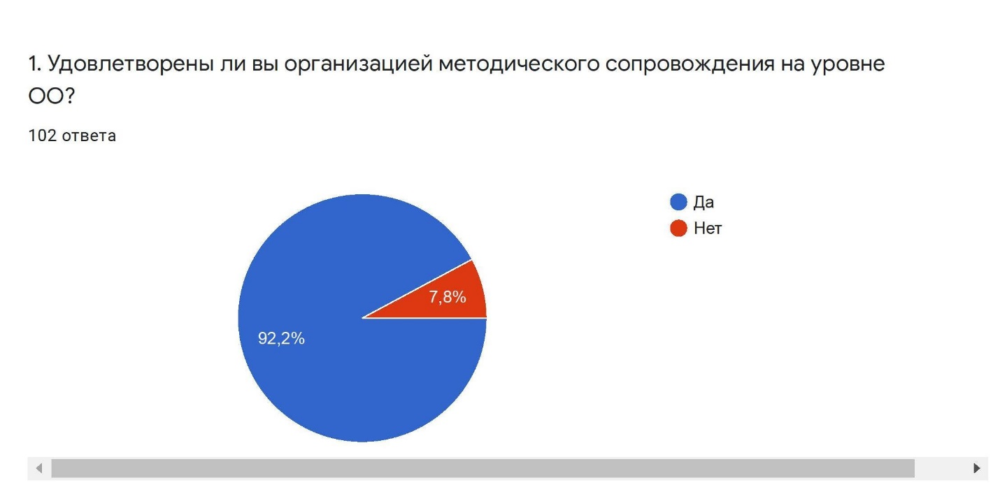 1. Удовлетворены ли вы организацией методического сопровождения на уровне
ОО?
102 ответа
Да
Нет
7,8%
92,2%